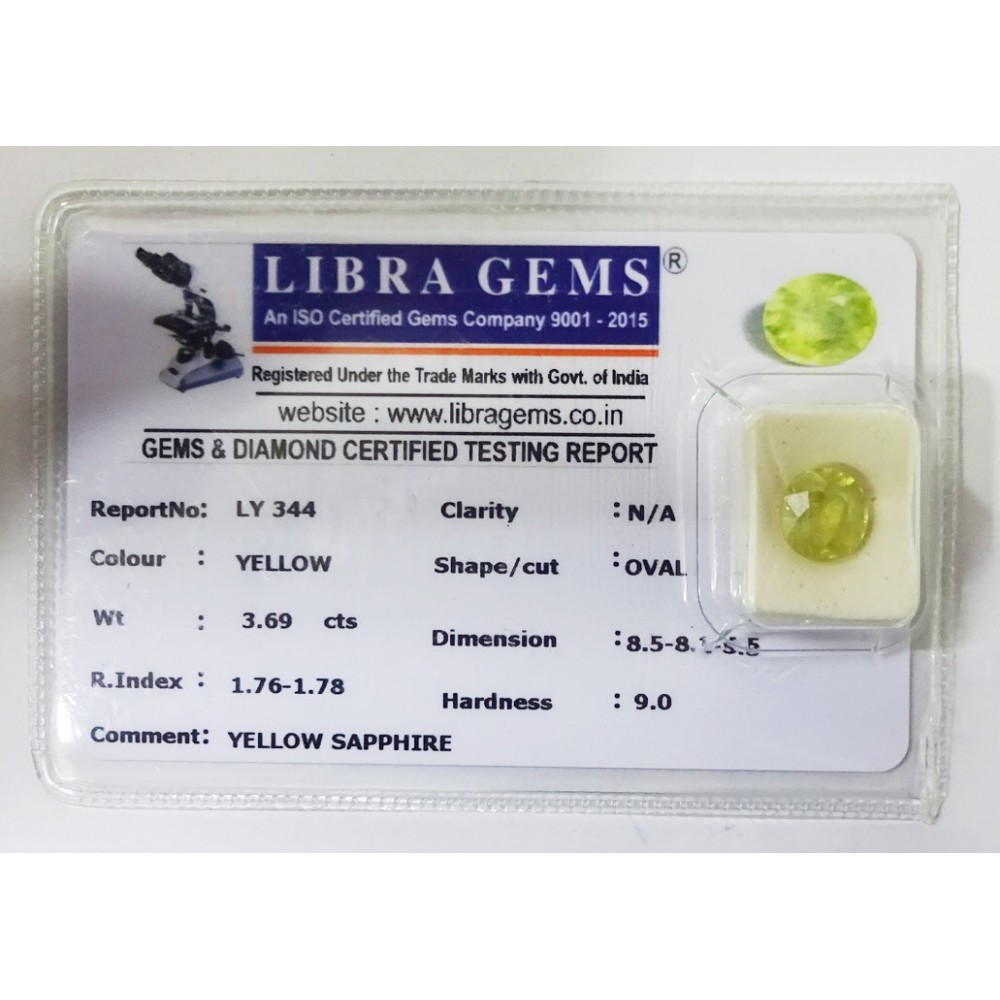 LIBRA GEMS ®
An ISO Certified Gems Company 9001 - 2015
Registered Under the Trade Marks with Govt. of India
website : www.libragems.co.in
GEMS & DIAMOND CERTIFIED TESTING REPORT
ReportNo: LY 344
Clarity : N/A
Colour : YELLOW
Shape/cut : OVAL
Wt : 3.69 cts
Dimension :
R.Index : 1.76-1.78
Hardness : 9.0
Comment: YELLOW SAPPHIRE